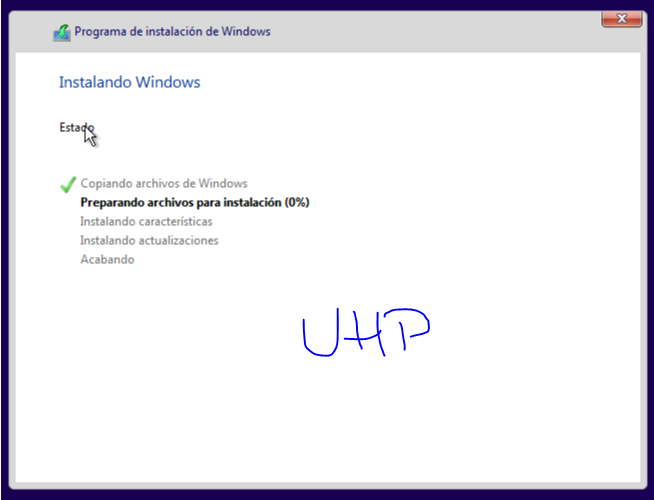 Programa de instalación de Windows
Instalando Windows
Estado
Copiando archivos de Windows
Preparando archivos para instalación (0%)
Instalando características
Instalando actualizaciones
Acabando
UHP